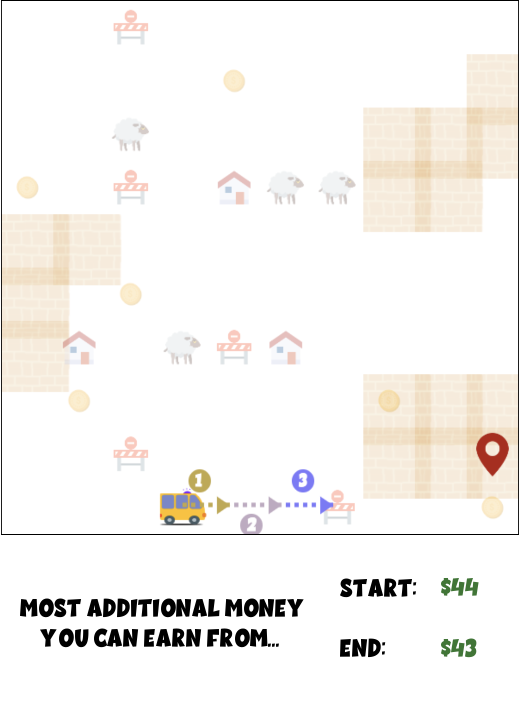 1
3
2
MOST ADDITIONAL MONEY
YOU CAN EARN FROM...
START: $44
END: $43